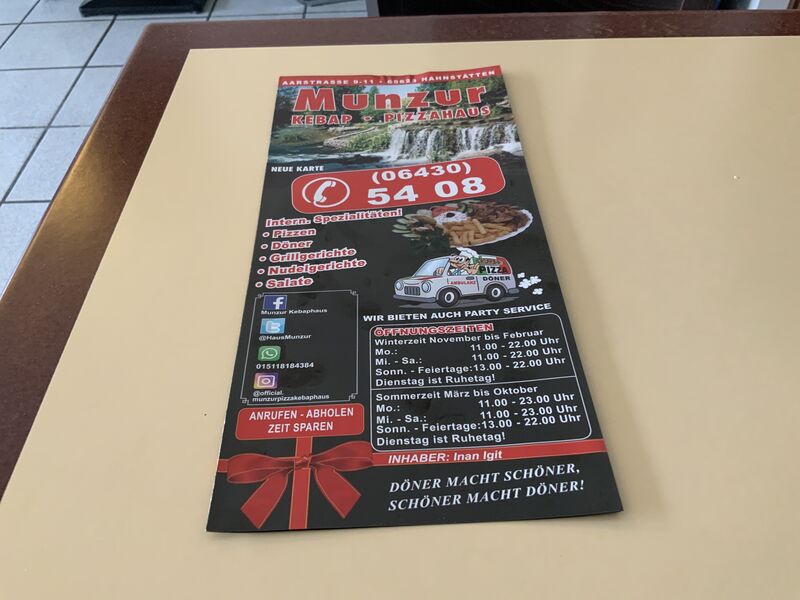 AARSTRASSE 9-11 · 65623 HAHNSTÄTTEN
Munzur
KEBAP - PIZZAHAUS
NEUE KARTE
(06430)
54 08
Intern. Spezialitäten!
• Pizzen
• Döner
• Grillgerichte
• Nudelgerichte
• Salate
PIZZA
DÖNER
AMBULANZ
WIR BIETEN AUCH PARTY SERVICE
Munzur Kebaphaus
@HausMunzur
015118184384
@official.
munzurpizzakebaphaus
ÖFFNUNGSZEITEN
Winterzeit November bis Februar
Mo.: 11.00 - 22.00 Uhr
Mi. - Sa.: 11.00 - 22.00 Uhr
Sonn. - Feiertage:13.00 - 22.00 Uhr
Dienstag ist Ruhetag!
Sommerzeit März bis Oktober
Mo.: 11.00 - 23.00 Uhr
Mi. - Sa.: 11.00 - 23.00 Uhr
Sonn. - Feiertage:13.00 - 22.00 Uhr
Dienstag ist Ruhetag!
ANRUFEN - ABHOLEN
ZEIT SPAREN
INHABER: Inan Igit
DÖNER MACHT SCHÖNER,
SCHÖNER MACHT DÖNER!